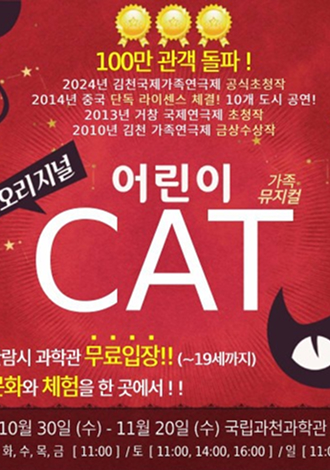 100만 관객 돌파 !
2024년 김천국제가족연극제 공식초청작
2014년 중국 단독 라이센스 체결! 10개 도시 공연!
2013년 거창 국제연극제 초청작
2010년 김천 가족연극제 금상수상작
오리지널
어린이
가족
뮤지컬
CAT
람시 과학관 무료입장!! (~19세까지)
화와 체험을 한 곳에서 ! !
10월 30일 (수) - 11월 20일 (수) 국립과천과학관
화, 수, 목, 금 [ 11:00 ] / 토 [ 11:00, 14:00, 16:00 ] / 일 [ 11:0